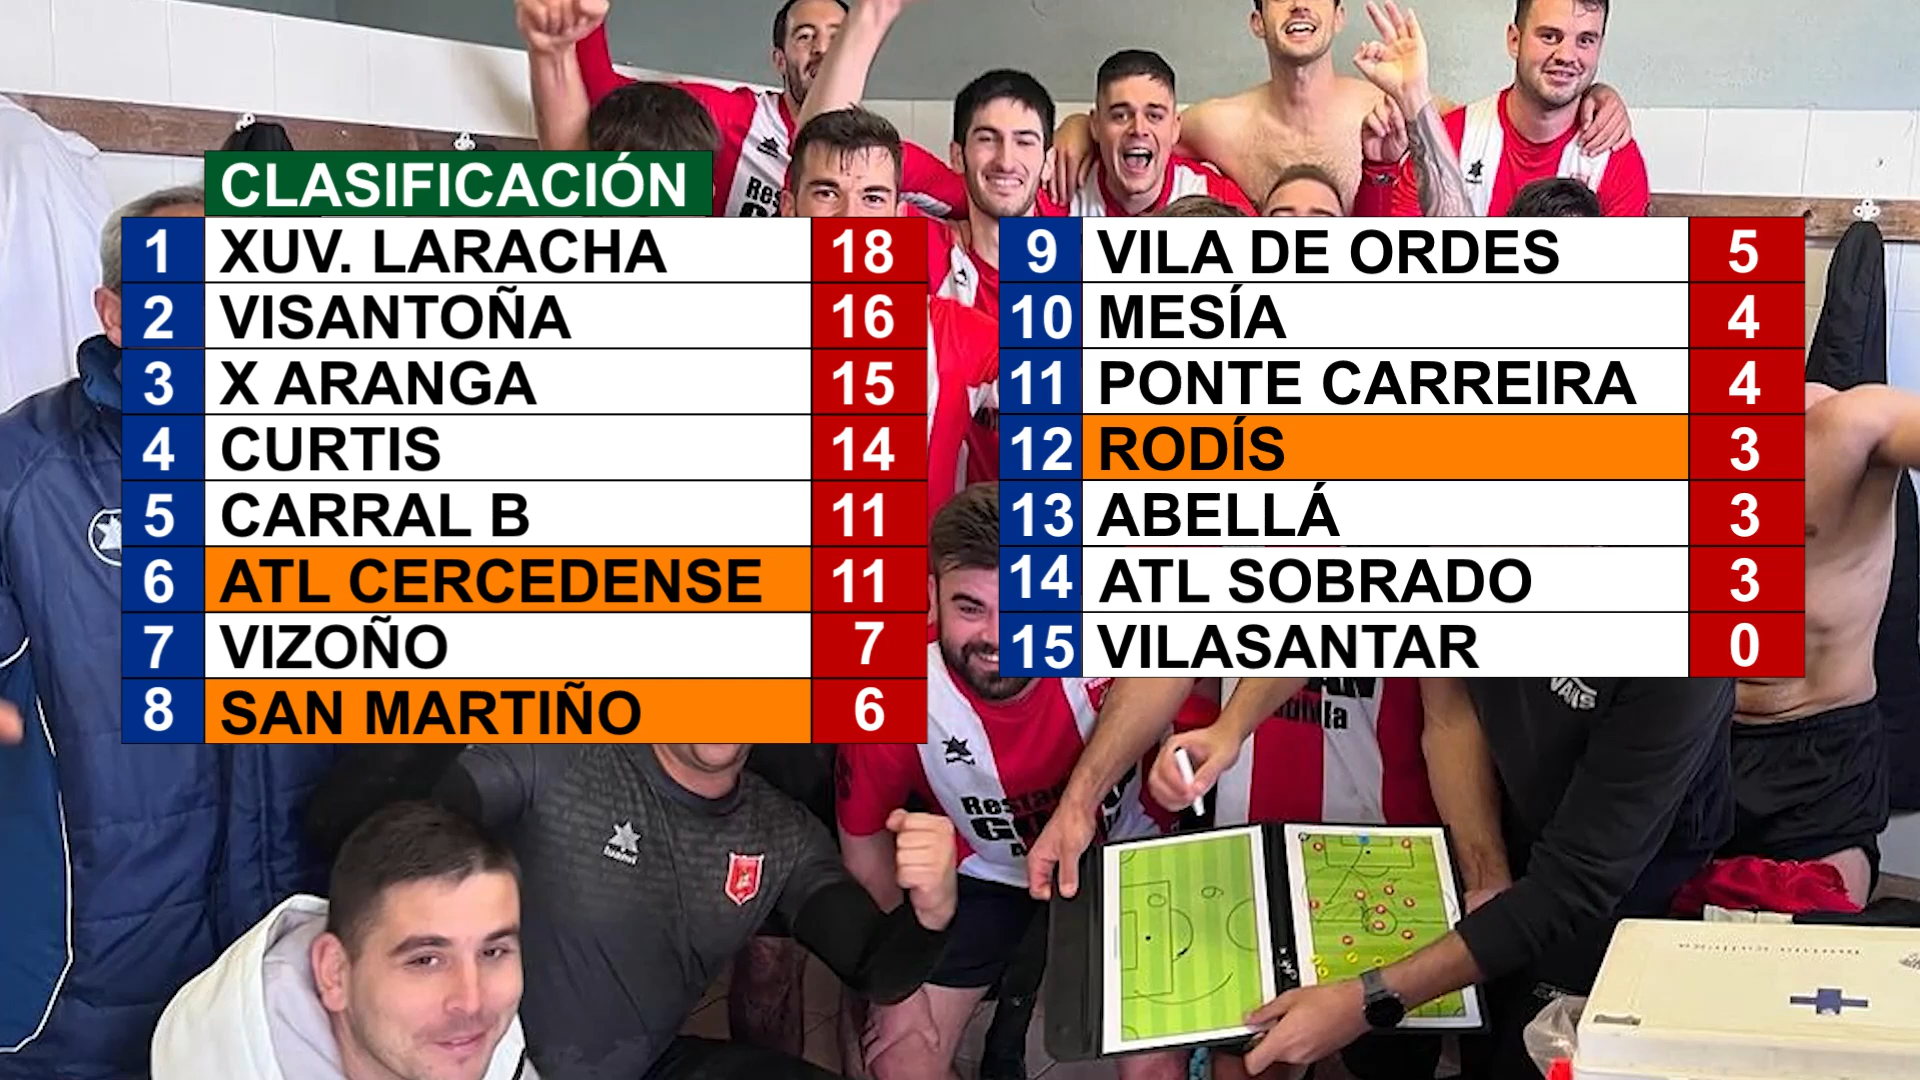 CLASIFICACIÓN
1 XUV. LARACHA 18
2 VISANTOÑA 16
3 X ARANGA 15
4 CURTIS 14
5 CARRAL B 11
6 ATL CERCEDENSE 11
7 VIZOÑO 7
8 SAN MARTIÑO 6
9 VILA DE ORDES 5
10 MESÍA 4
11 PONTE CARREIRA 4
12 RODÍS 3
13 ABELLÁ 3
14 ATL SOBRADO 3
15 VILASANTAR 0
VANS
luanvi